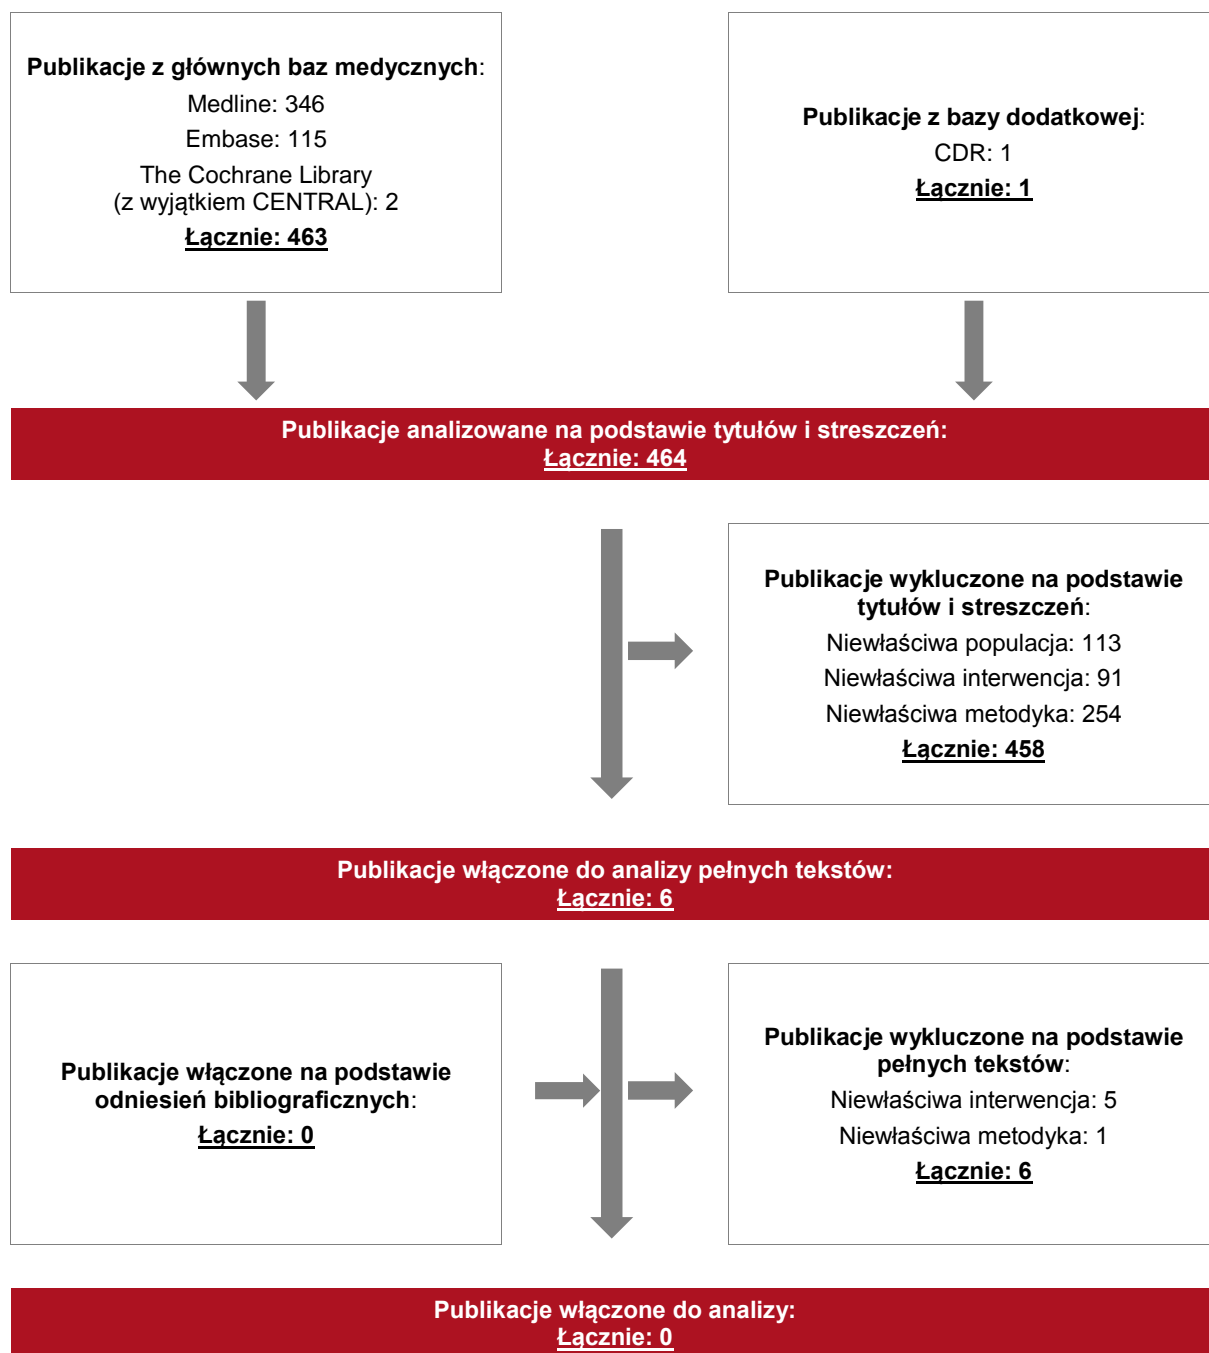 Publikacje z głównych baz medycznych:
Medline: 346
Embase: 115
The Cochrane Library
(z wyjątkiem CENTRAL): 2
Łącznie: 463
Publikacje z bazy dodatkowej:
CDR: 1
Łącznie: 1
Publikacje analizowane na podstawie tytułów i streszczeń:
Łącznie: 464
Publikacje wykluczone na podstawie
tytułów i streszczeń:
Niewłaściwa populacja: 113
Niewłaściwa interwencja: 91
Niewłaściwa metodyka: 254
Łącznie: 458
Publikacje włączone do analizy pełnych tekstów:
Łącznie: 6
Publikacje włączone na podstawie
odniesień bibliograficznych:
Łącznie: 0
Publikacje wykluczone na podstawie
pełnych tekstów:
Niewłaściwa interwencja: 5
Niewłaściwa metodyka: 1
Łącznie: 6
Publikacje włączone do analizy:
Łącznie: 0